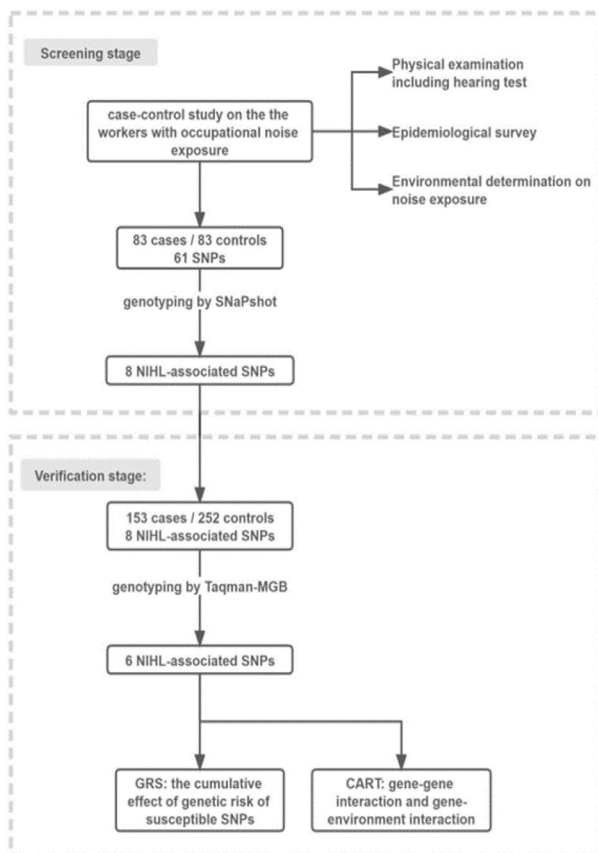 Screening stage
Physical examination
including hearing test
case-control study on the the
workers with occupational noise
exposure
Epidemiological survey
Environmental determination on
noise exposure
83 cases / 83 controls
61 SNPs
genotyping by SNaPshot
8 NIHL-associated SNPs
Verification stage:
153 cases / 252 controls
8 NIHL-associated SNPs
genotyping by Taqman-MGB
6 NIHL-associated SNPs
GRS: the cumulative
effect of genetic risk of
susceptible SNPs
CART: gene-gene
interaction and gene-
environment interaction